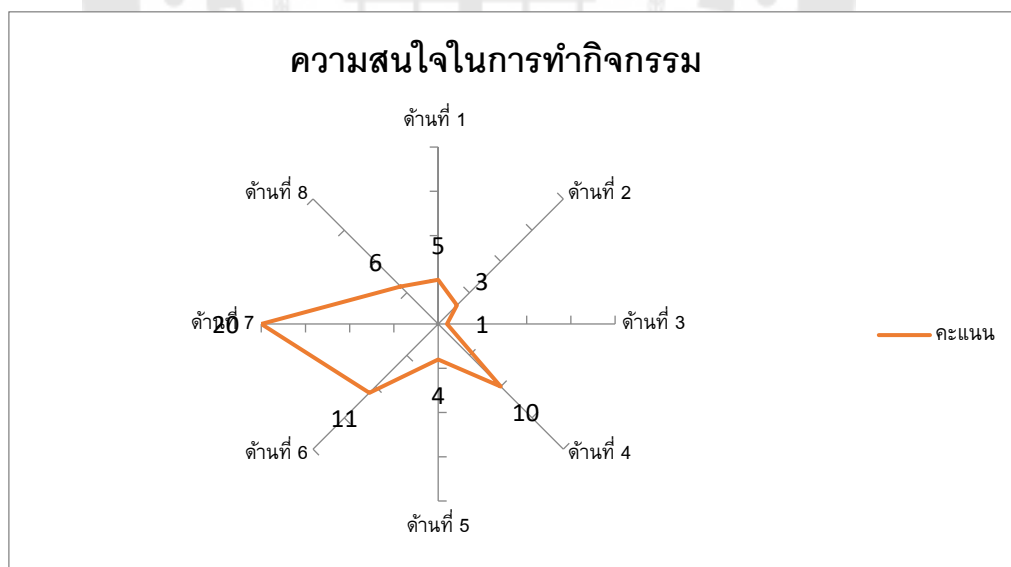 ความสนใจในการทำกิจกรรม
ด้านที่ 1
ด้านที่ 8
ด้านที่ 2
5
6
3
ด้านที่ 7
20
1
ด้านที่ 3
คะแนน
4
11
10
ด้านที่ 6
ด้านที่ 4
ด้านที่ 5